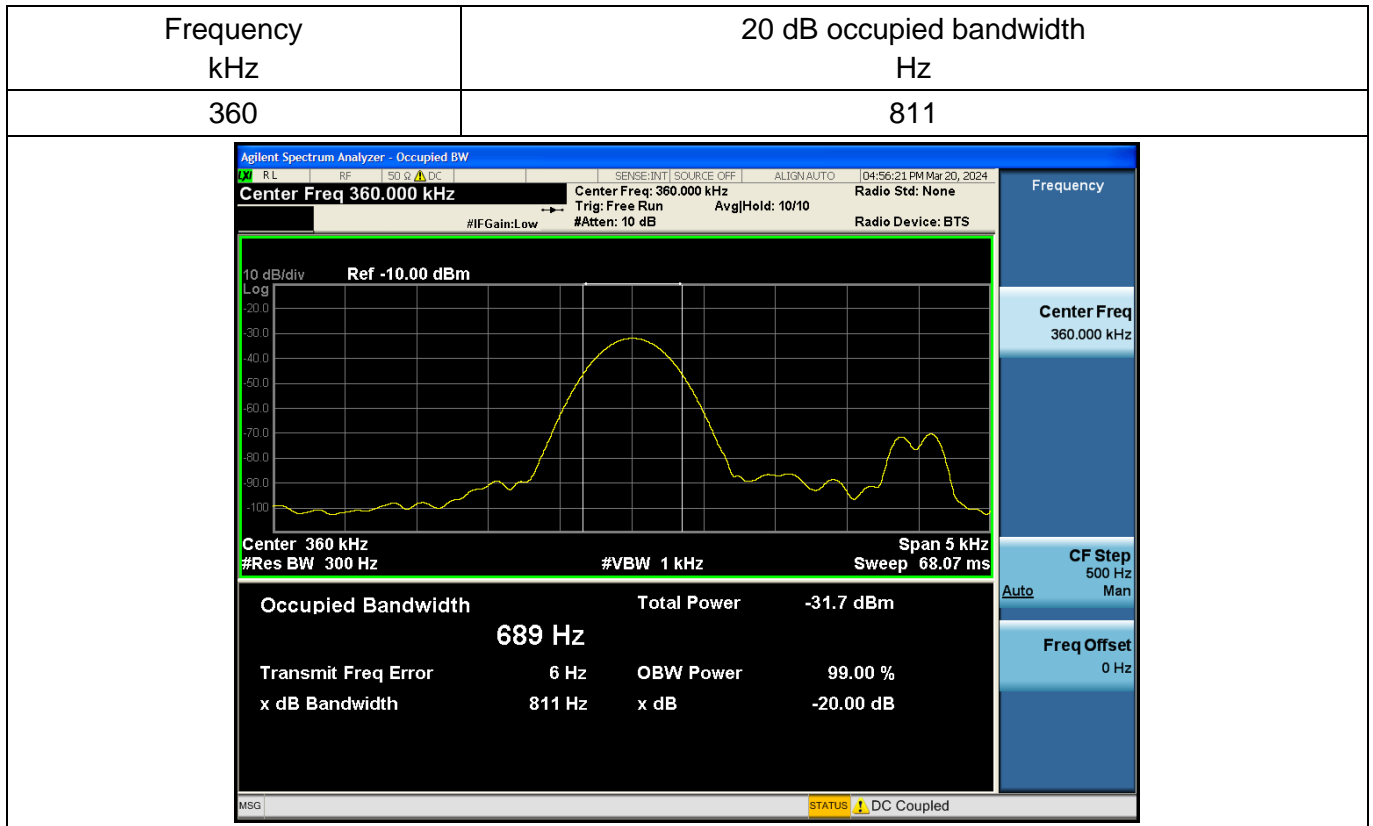 Frequency
kHz
20 dB occupied bandwidth
Hz
360
811
Agilent Spectrum Analyzer - Occupied BW
LXI RL RF 50 Ω DC SENSE:INT SOURCE OFF ALIGN AUTO 04:56:21 PM Mar 20, 2024
Center Freq 360.000 kHz
Center Freq: 360.000 kHz
Radio Std: None
Trig: Free Run Avg|Hold: 10/10
#IFGain:Low
#Atten: 10 dB
Radio Device: BTS
10 dB/div Ref -10.00 dBm
Log
-20.0
-30.0
-40.0
-50.0
-60.0
-70.0
-80.0
-90.0
-100
Center 360 kHz Span 5 kHz
#Res BW 300 Hz #VBW 1 kHz Sweep 68.07 ms
Occupied Bandwidth Total Power -31.7 dBm
689 Hz
Transmit Freq Error 6 Hz OBW Power 99.00 %
x dB Bandwidth 811 Hz x dB -20.00 dB
Frequency
Center Freq
360.000 kHz
CF Step
500 Hz
Auto Man
Freq Offset
0 Hz
MSG STATUS DC Coupled